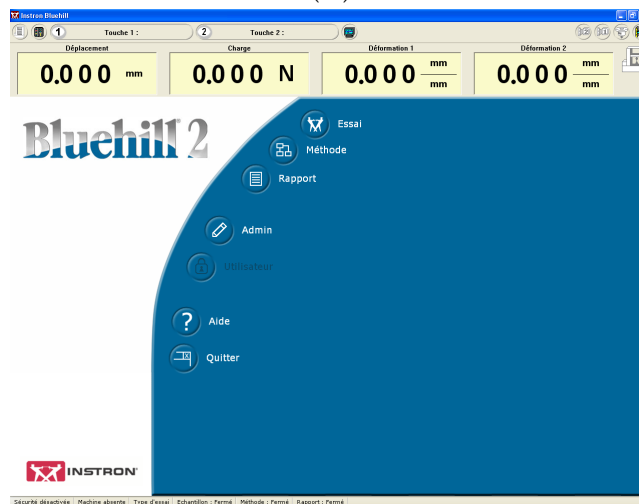 Instron Bluehill
1 Touche 1 : 2 Touche 2 :
Déplacement Charge Déformation 1 Déformation 2
0.000 mm 0.000 N 0.000 mm mm 0.000 mm mm
Bluehill 2
Essai
Méthode
Rapport
Admin
Utilisateur
? Aide
Quitter
INSTRON
Sécurité désactivée Machine absente Type d'essai Echantillon : Fermé Méthode : Fermé Rapport : Fermé